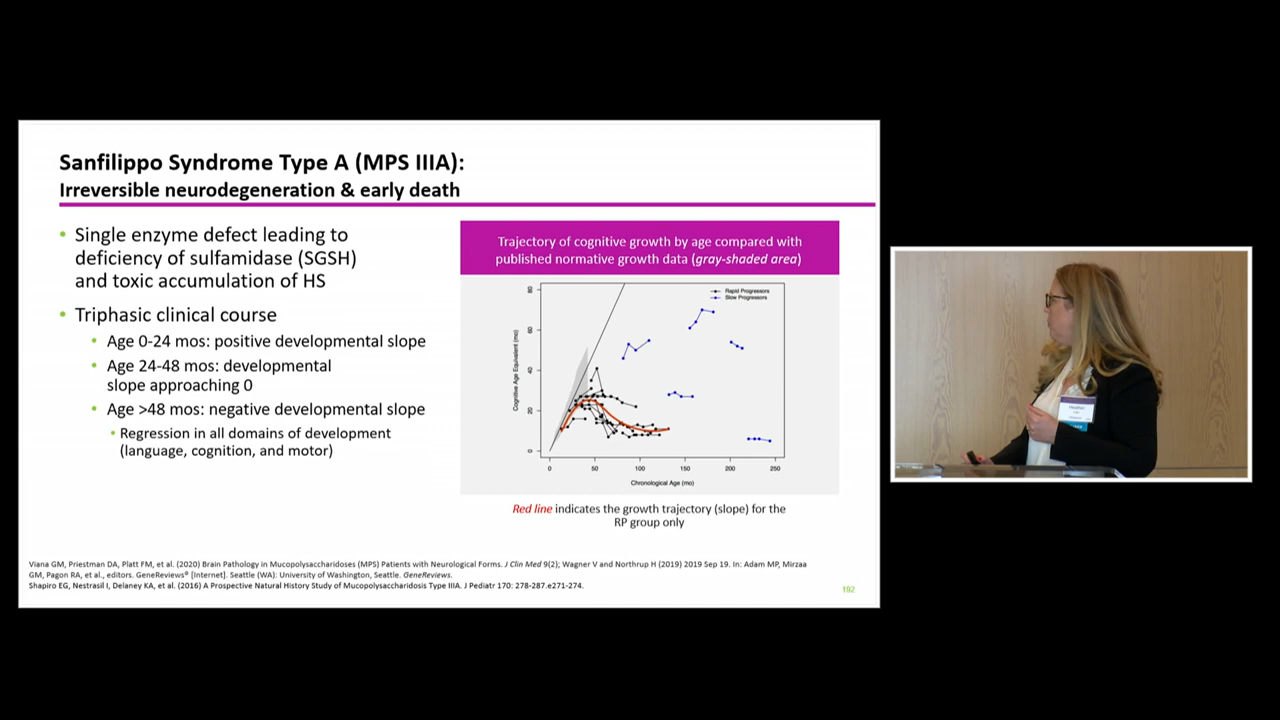 Sanfilippo Syndrome Type A (MPS IIIA):
Irreversible neurodegeneration & early death
• Single enzyme defect leading to
deficiency of sulfamidase (SGSH)
and toxic accumulation of HS
• Triphasic clinical course
• Age 0-24 mos: positive developmental slope
• Age 24-48 mos: developmental
slope approaching 0
• Age >48 mos: negative developmental slope
• Regression in all domains of development
(language, cognition, and motor)
Trajectory of cognitive growth by age compared with
published normative growth data (gray-shaded area)
Rapid Progressors
Slow Progressors
Cognitive Age Equivalent (mo)
80
60
40
20
0
0 50 100 150 200 250
Chronological Age (mo)
Red line indicates the growth trajectory (slope) for the
RP group only
Viana GM, Priestman DA, Platt FM, et al. (2020) Brain Pathology in Mucopolysaccharidoses (MPS) Patients with Neurological Forms. J Clin Med 9(2); Wagner V and Northrup H (2019) 2019 Sep 19. In: Adam MP, Mirzaa
GM, Pagon RA, et al., editors. GeneReviews® [Internet]. Seattle (WA): University of Washington, Seattle. GeneReviews.
Shapiro EG, Nestrasil I, Delaney KA, et al. (2016) A Prospective Natural History Study of Mucopolysaccharidosis Type IIIA. J Pediatr 170: 278-287.e271-274.
192
Heather